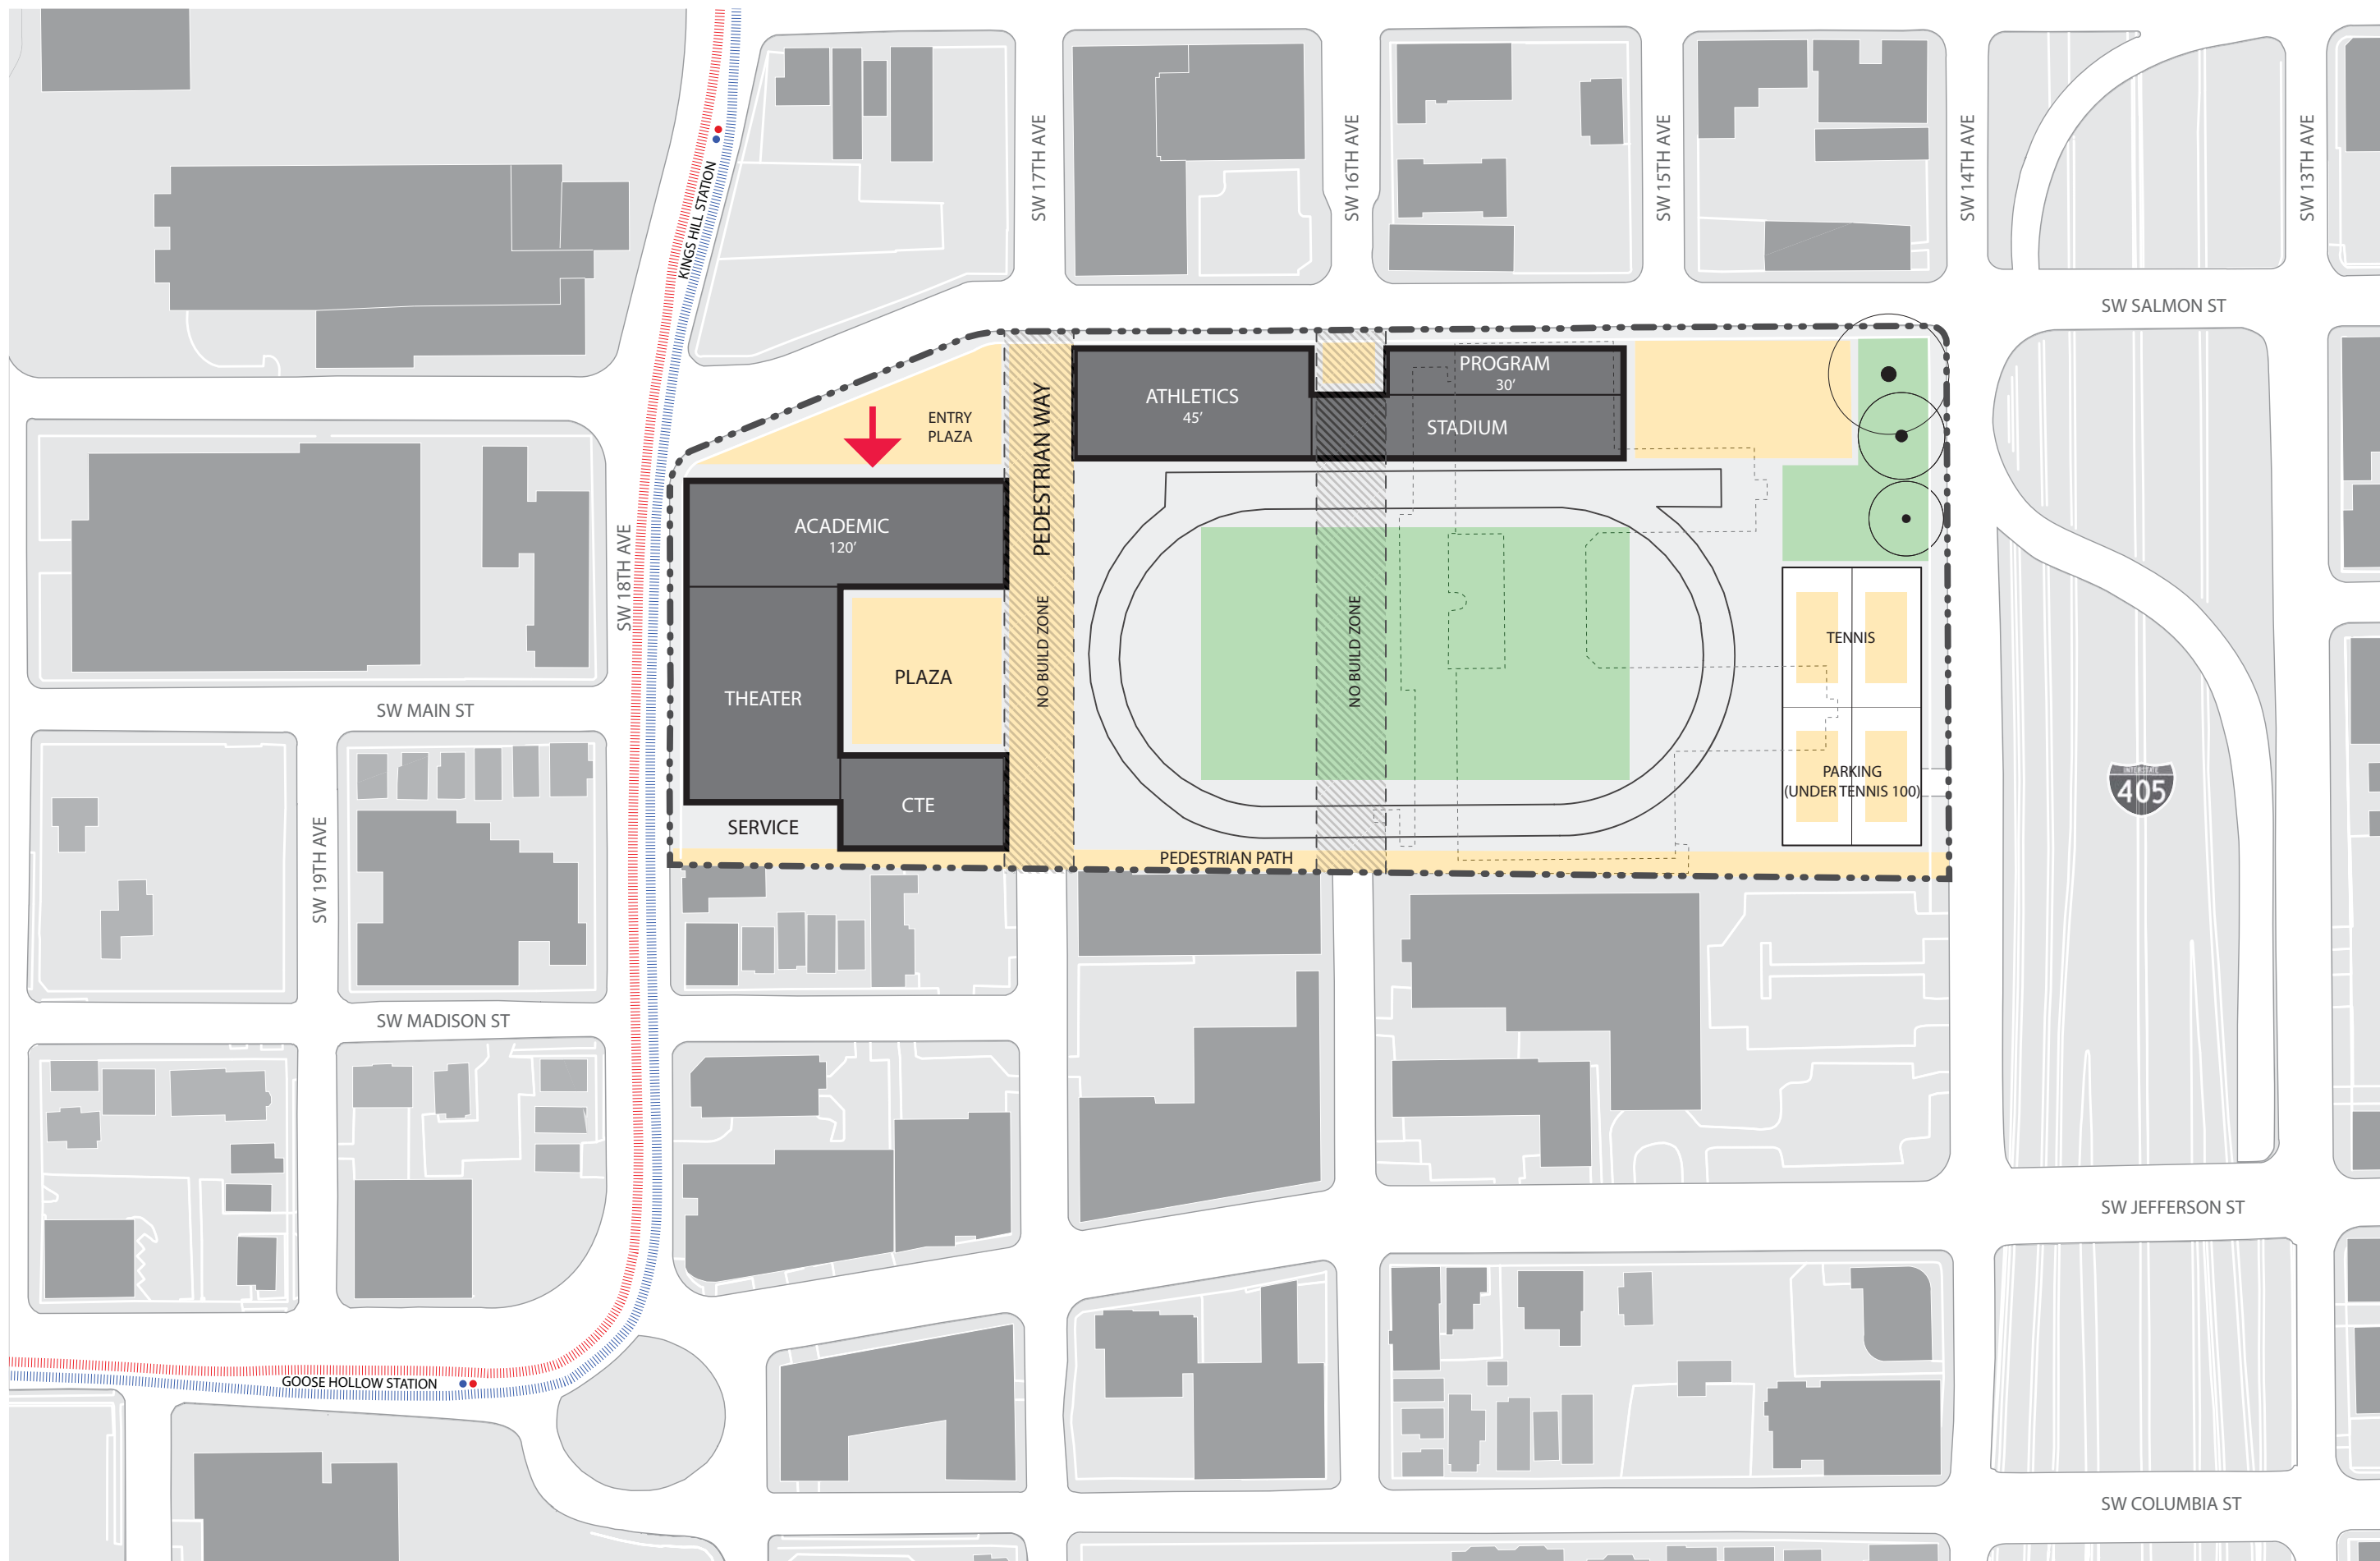 SW 17TH AVE
SW 16TH AVE
SW 15TH AVE
SW 14TH AVE
SW 13TH AVE
KINGS HILL STATION
SW SALMON ST
ENTRY
PLAZA
PEDESTRIAN WAY
ATHLETICS
45’
PROGRAM
30’
STADIUM
ACADEMIC
120’
SW 18TH AVE
THEATER
PLAZA
NO BUILD ZONE
NO BUILD ZONE
TENNIS
SW MAIN ST
PARKING
(UNDER TENNIS 100)
INTERSTATE
405
CTE
SERVICE
PEDESTRIAN PATH
SW 19TH AVE
SW MADISON ST
SW JEFFERSON ST
GOOSE HOLLOW STATION
SW COLUMBIA ST